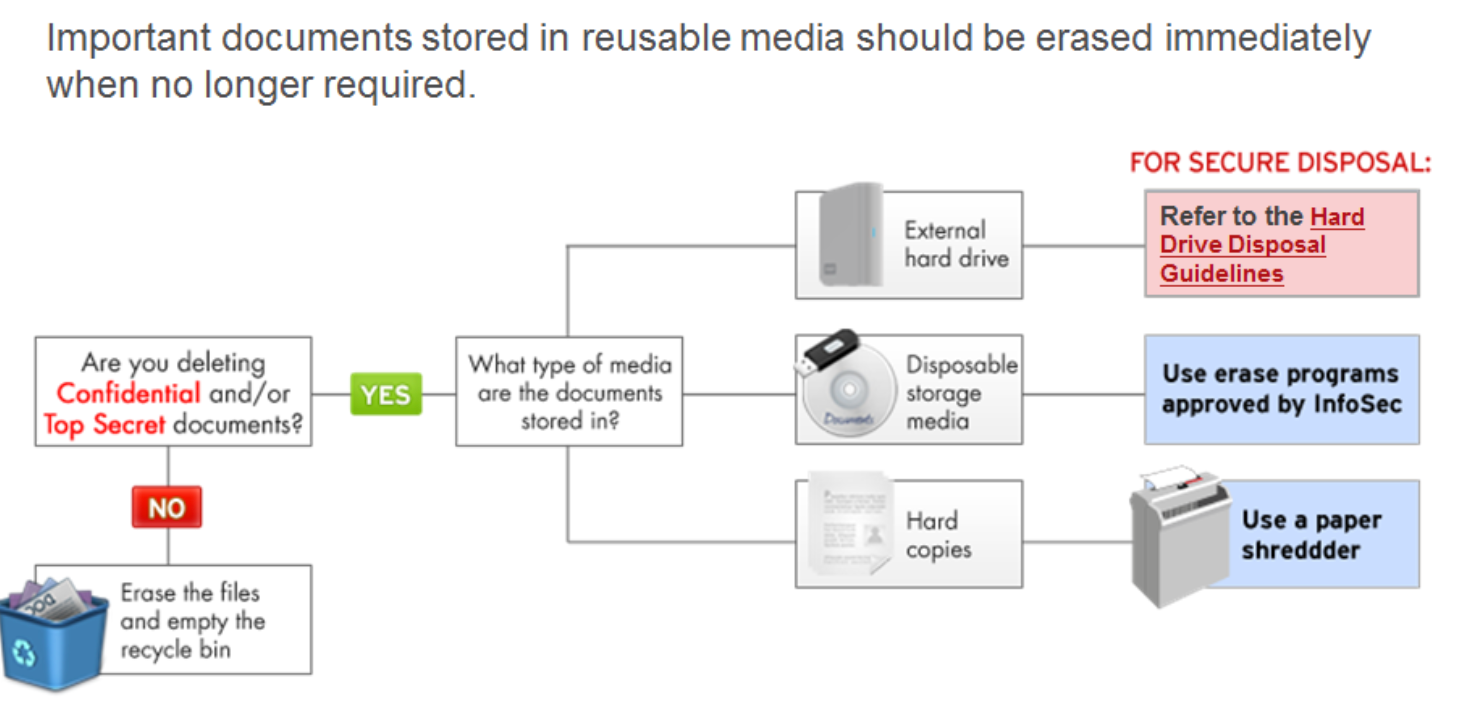 Important documents stored in reusable media should be erased immediately
when no longer required.
FOR SECURE DISPOSAL:
External
hard drive
Refer to the Hard
Drive Disposal
Guidelines
Are you deleting
Confidential and/or
Top Secret documents?
YES
What type of media
are the documents
stored in?
Documents
Disposable
storage
media
Use erase programs
approved by InfoSec
NO
Hard
copies
Use a paper
shreddder
DOC
Erase the files
and empty the
recycle bin